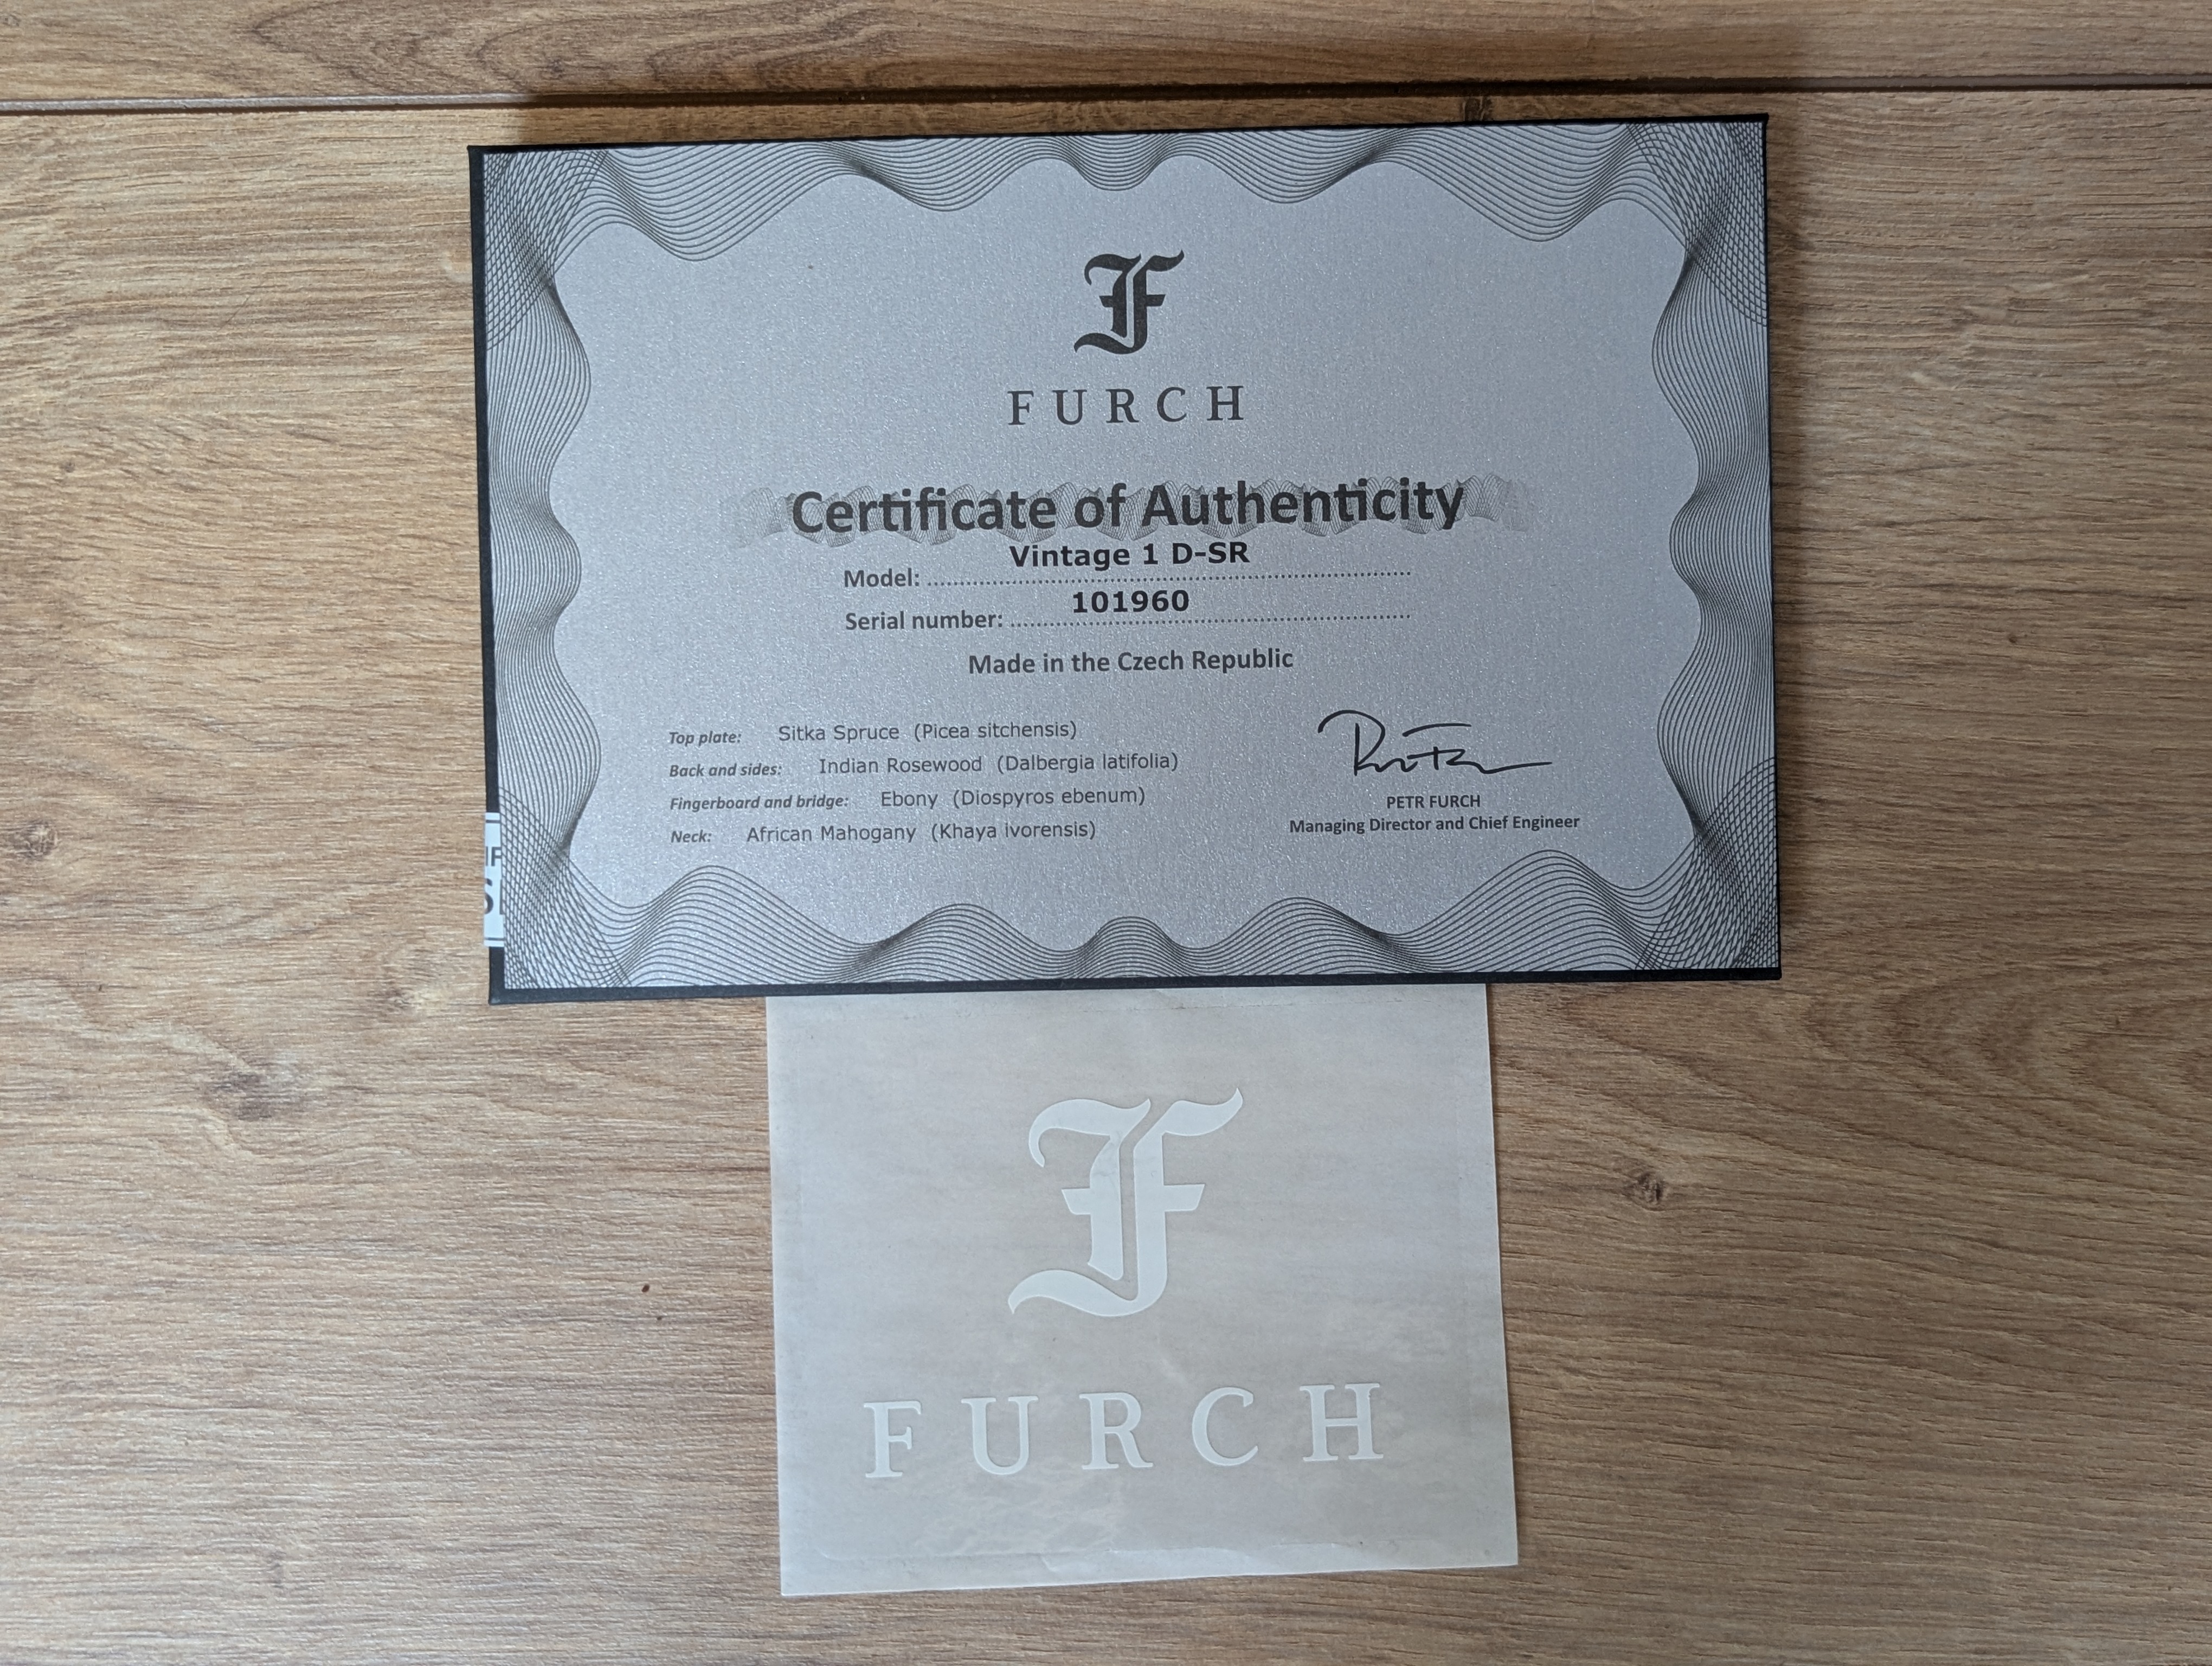 F
FURCH
Certificate of Authenticity
Model: Vintage 1 D-SR
Serial number: 101960
Made in the Czech Republic
Top plate: Sitka Spruce (Picea sitchensis)
Back and sides: Indian Rosewood (Dalbergia latifolia)
Fingerboard and bridge: Ebony (Diospyros ebenum)
Neck: African Mahogany (Khaya ivorensis)
PETR FURCH
Managing Director and Chief Engineer
F
FURCH